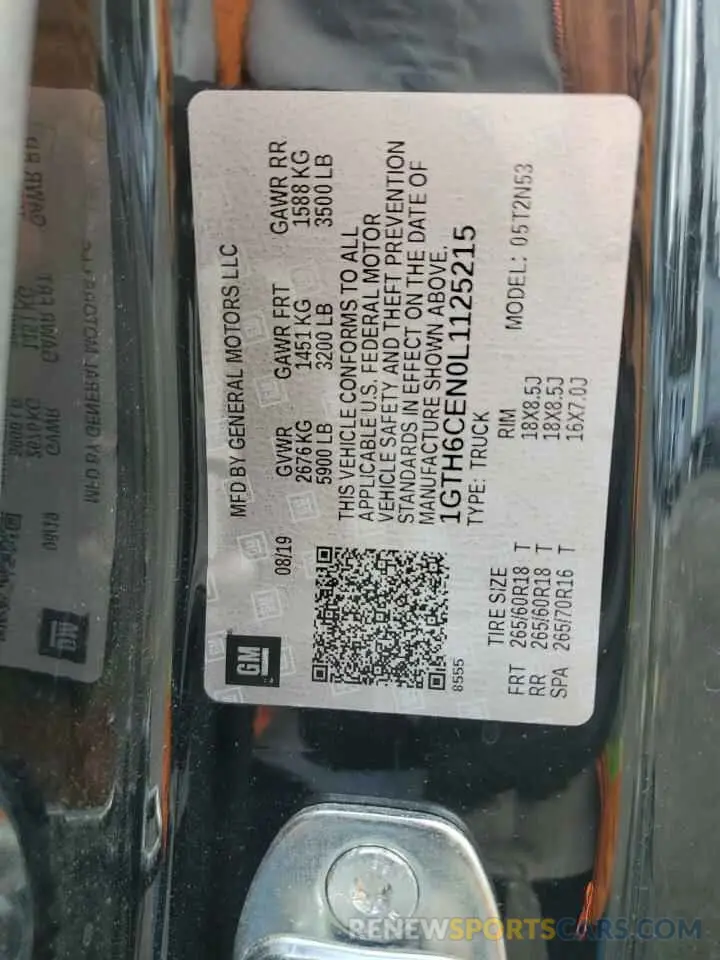 MFD BY GENERAL MOTORS LLC
08/19 GVWR GAWR FRT GAWR RR
2676 KG 1451 KG 1588 KG
5900 LB 3200 LB 3500 LB
THIS VEHICLE CONFORMS TO ALL
APPLICABLE U.S. FEDERAL MOTOR
VEHICLE SAFETY AND THEFT PREVENTION
STANDARDS IN EFFECT ON THE DATE OF
MANUFACTURE SHOWN ABOVE.
1GTH6CEN0L1125215
TYPE: TRUCK
GM
8555
MODEL: 05T2N53
TIRE SIZE RIM
FRT 265/60R18 T 18X8.5J
RR 265/60R18 T 18X8.5J
SPA 265/70R16 T 16X7.0J
RENEWSPORTSCARS.COM